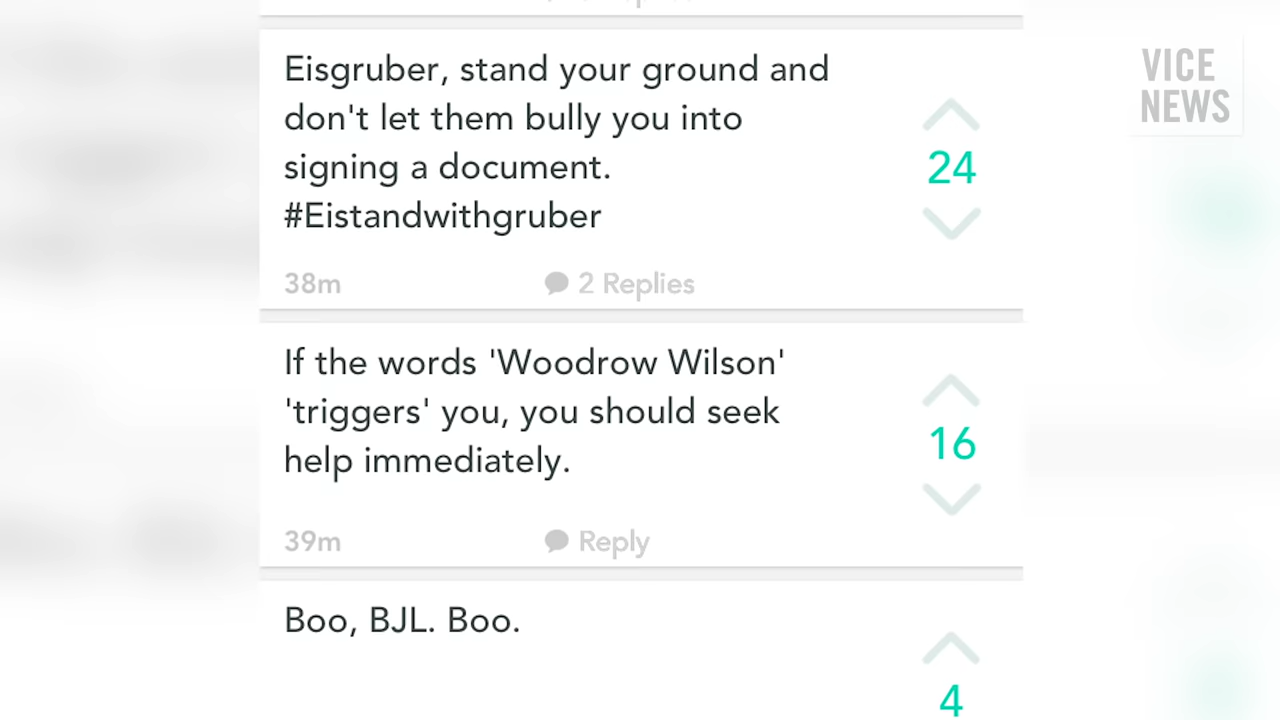 VICE
NEWS
Eisgruber, stand your ground and
don't let them bully you into
signing a document.
#Eistandwithgruber
24
38m
2 Replies
If the words 'Woodrow Wilson'
'triggers' you, you should seek
help immediately.
16
39m
Reply
Boo, BJL. Boo.
4